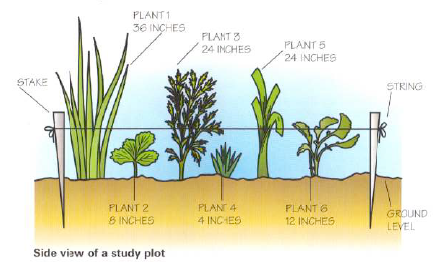 PLANT 1
36 INCHES
PLANT 3
24 INCHES
PLANT 5
24 INCHES
STAKE
STRING
PLANT 2
8 INCHES
PLANT 4
4 INCHES
PLANT 6
12 INCHES
GROUND
LEVEL
Side view of a study plot